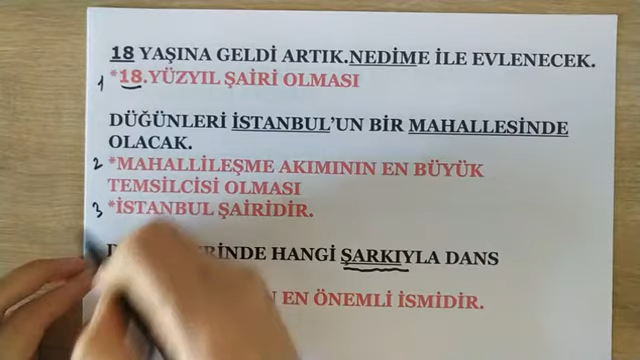 18 YAŞINA GELDİ ARTIK.NEDİME İLE EVLENECEK.
1 *18.YÜZYIL ŞAİRİ OLMASI
DÜĞÜNLERİ İSTANBUL'UN BİR MAHALLESİNDE
OLACAK.
2 *MAHALLİLEŞME AKIMININ EN BÜYÜK
TEMSİLCİSİ OLMASI
3 *İSTANBUL ŞAİRİDİR.
HANGİ ŞARKIYLA DANS
EN ÖNEMLİ İSMİDİR.